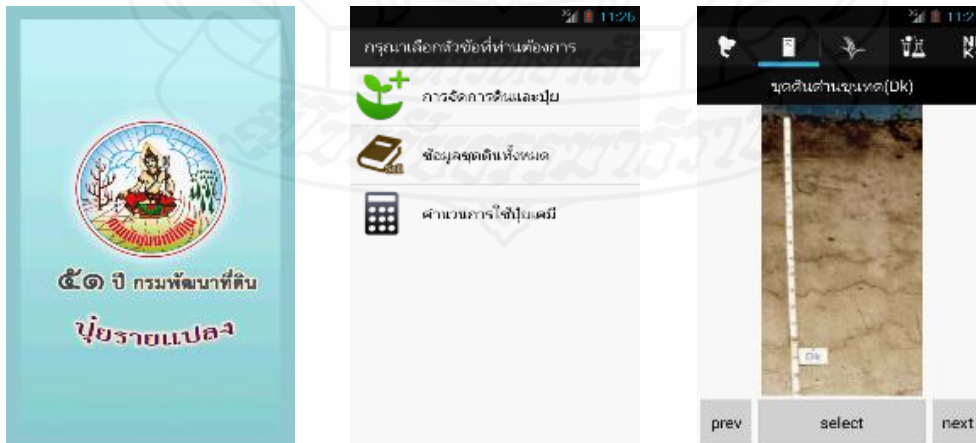 ๕๑ ปี กรมพัฒนาที่ดิน
ปุ๋ยรายแปลง
11:26
กรุณาเลือกหัวข้อที่ท่านต้องการ
การจัดการดินและปุ๋ย
ข้อมูลชุดดินทั้งหมด
คำนวนการใช้ปุ๋ยเคมี
ชุดดินด่านขุนทด(Dk)
Dk
prev
select
next